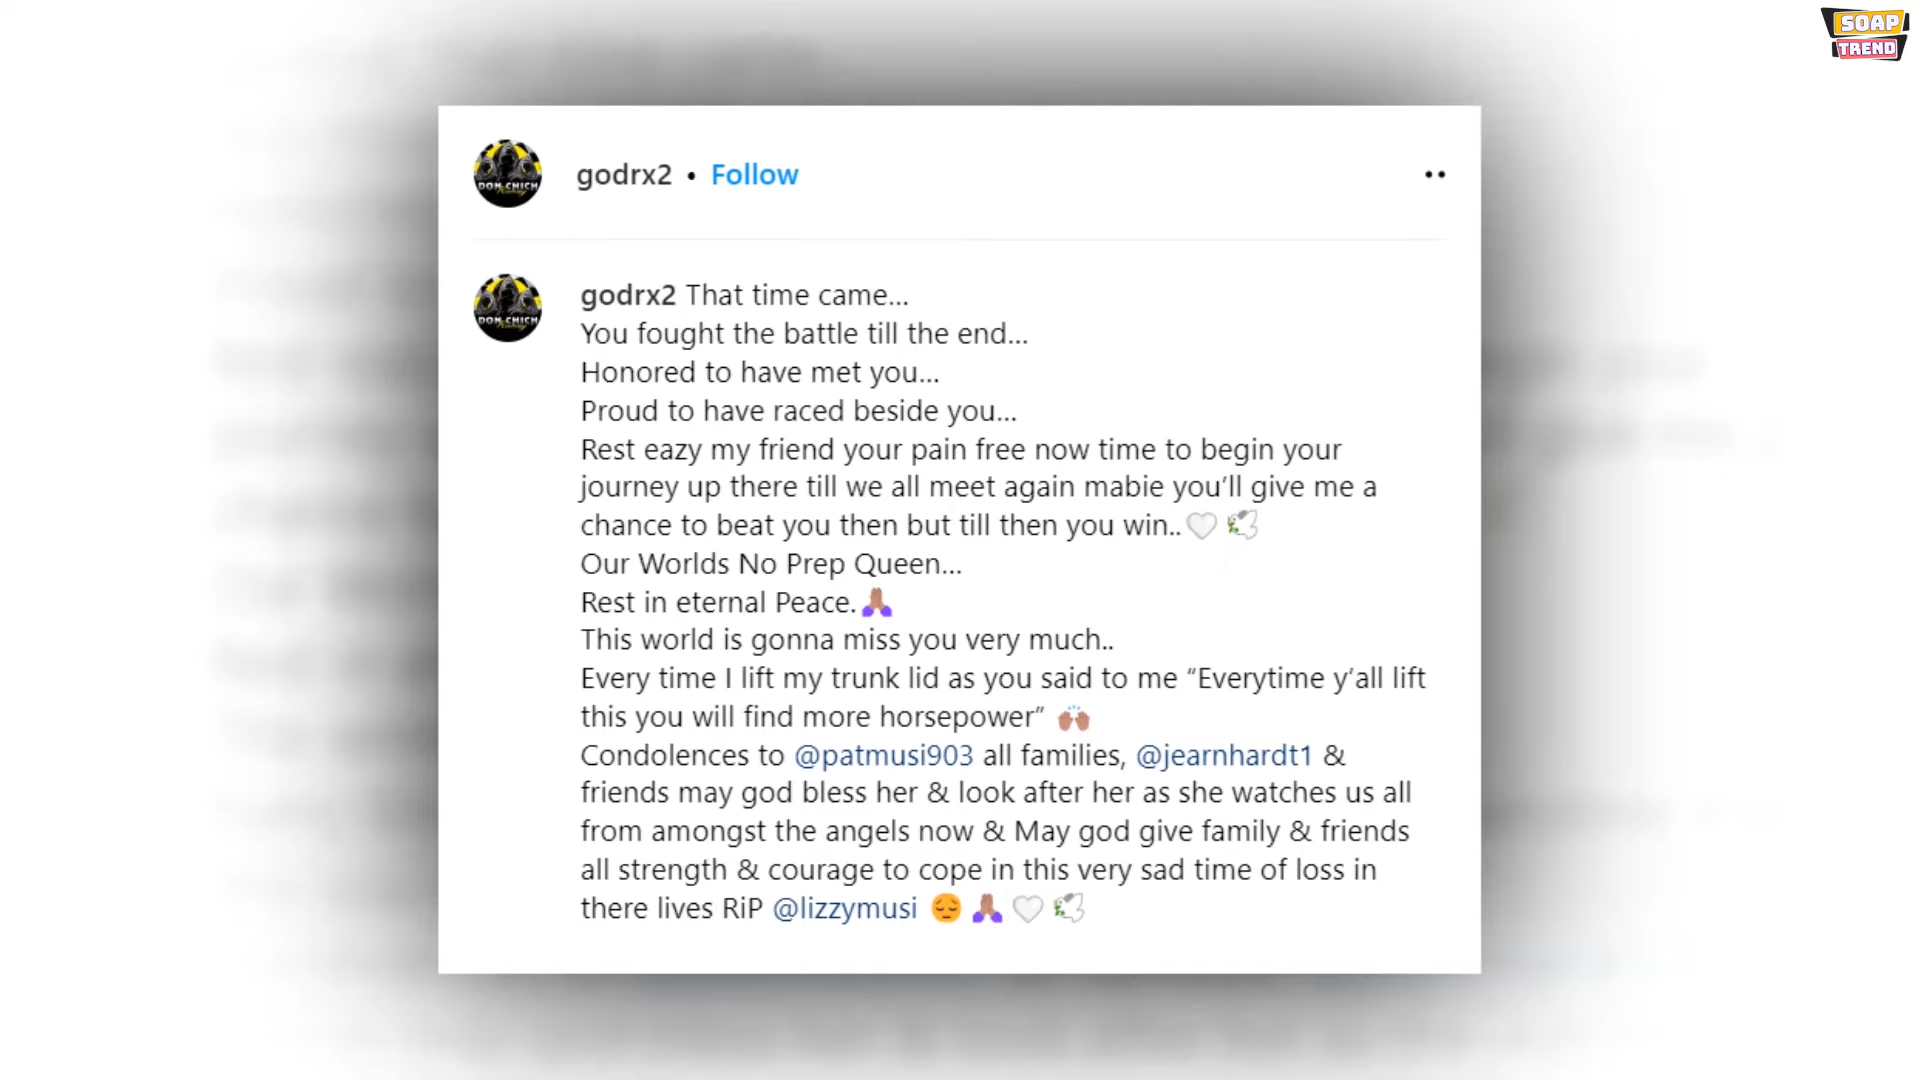 SOAP
TREND
godrx2 • Follow
DON CHICH
godrx2 That time came...
DON CHICH
You fought the battle till the end...
Honored to have met you...
Proud to have raced beside you...
Rest eazy my friend your pain free now time to begin your
journey up there till we all meet again mabie you’ll give me a
chance to beat you then but till then you win..🤍 🕊️
Our Worlds No Prep Queen...
Rest in eternal Peace.🙏🏽
This world is gonna miss you very much..
Every time I lift my trunk lid as you said to me “Everytime y’all lift
this you will find more horsepower” 🙌🏽
Condolences to @patmusi903 all families, @jearnhardt1 &
friends may god bless her & look after her as she watches us all
from amongst the angels now & May god give family & friends
all strength & courage to cope in this very sad time of loss in
there lives RiP @lizzymusi 😔 🙏🏽 🤍 🕊️